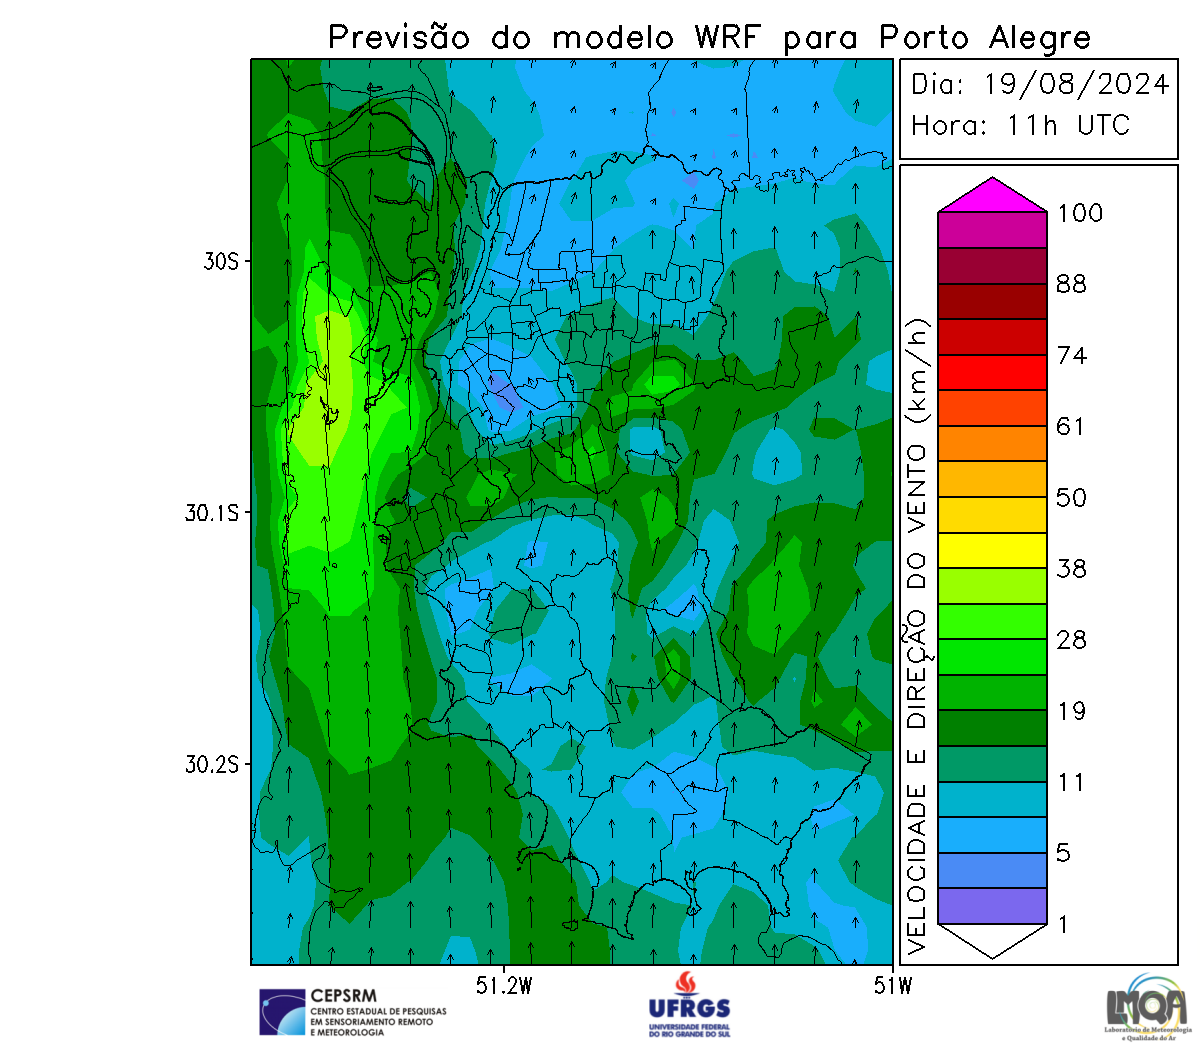 Previsão do modelo WRF para Porto Alegre
Dia: 19/08/2024
Hora: 11h UTC
30S
30.1S
30.2S
51.2W
51W
VELOCIDADE E DIREÇÃO DO VENTO (km/h)
100
88
74
61
50
38
28
19
11
5
1
CEPSRM
CENTRO ESTADUAL DE PESQUISAS
EM SENSORIAMENTO REMOTO
E METEOROLOGIA
UFRGS
UNIVERSIDADE FEDERAL
DO RIO GRANDE DO SUL
LMQA
Laboratório de Meteorologia
e Qualidade do Ar